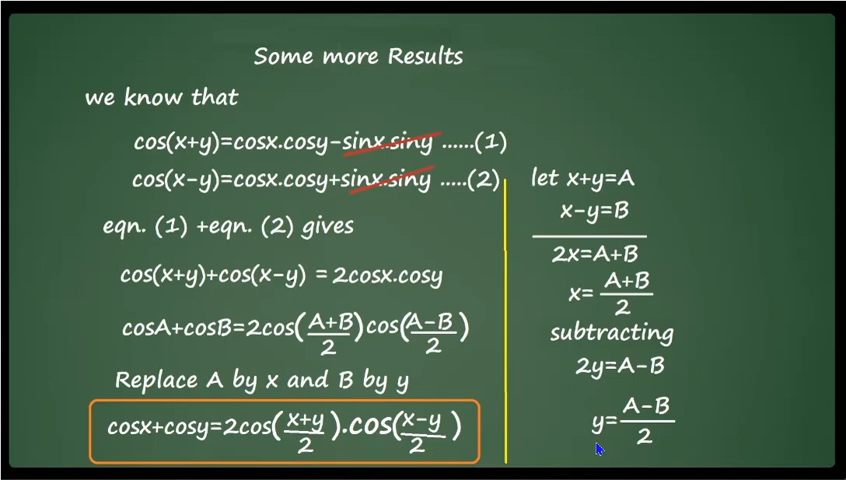 Some more Results
we know that
cos(x+y)=cosx.cosy-sinx.siny ......(1)
cos(x-y)=cosx.cosy+sinx.siny .....(2)
eqn. (1) +eqn. (2) gives
cos(x+y)+cos(x-y) = 2cosx.cosy
cosA+cosB=2cos(A+B/2)cos(A-B/2)
Replace A by x and B by y
cosx+cosy=2cos(x+y/2).cos(x-y/2)
let x+y=A
x-y=B
2x=A+B
x= A+B/2
subtracting
2y=A-B
y= A-B/2